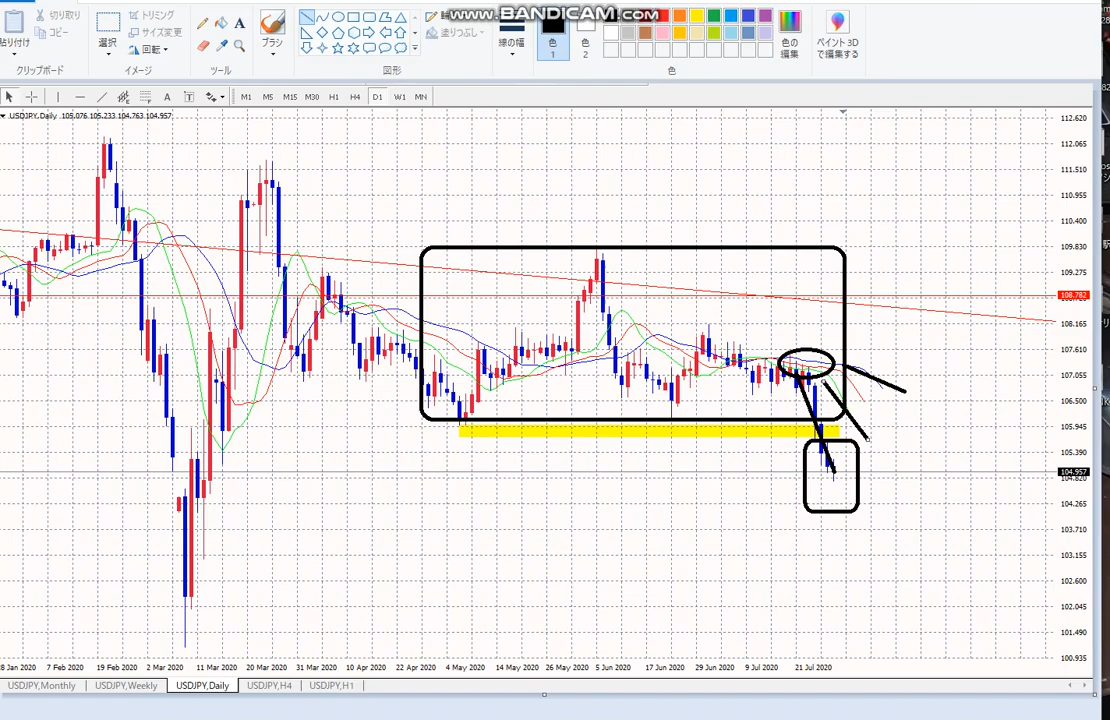 切り取り
コピー
貼り付け
クリップボード
選択
トリミング
サイズ変更
回転
イメージ
A
ツール
ブラシ
塗りつぶし
図形
www.BANDICAM.com
線の幅
色
1
色
2
色の
編集
色
ペイント 3D
で編集する
A T M1 M5 M15 M30 H1 H4 D1 W1 MN
USDJPY,Daily 105.076 105.233 104.763 104.957
112.620
112.065
111.510
110.955
110.400
109.830
109.275
108.782
108.165
107.610
107.055
106.500
105.945
105.390
104.957
104.820
104.265
103.710
103.155
102.600
102.045
101.490
100.935
28 Jan 2020 7 Feb 2020 19 Feb 2020 2 Mar 2020 11 Mar 2020 20 Mar 2020 31 Mar 2020 10 Apr 2020 22 Apr 2020 4 May 2020 14 May 2020 26 May 2020 5 Jun 2020 17 Jun 2020 29 Jun 2020 9 Jul 2020 21 Jul 2020
USDJPY,Monthly USDJPY,Weekly USDJPY,Daily USDJPY,H4 USDJPY,H1